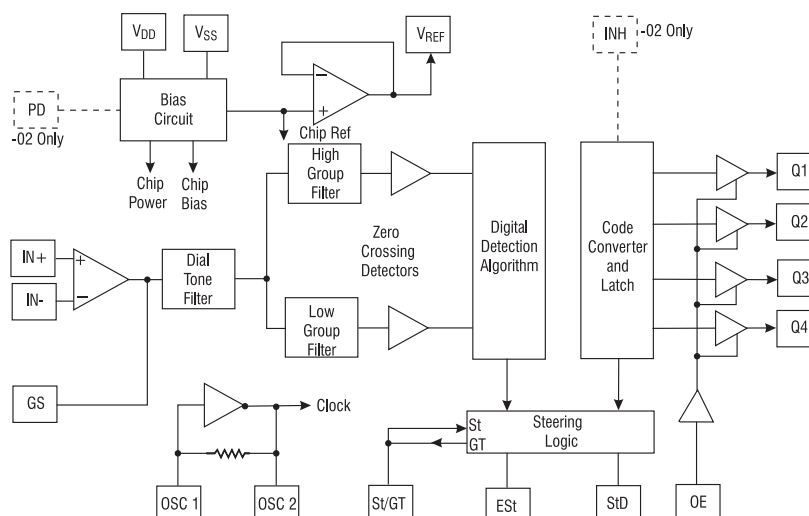 VDD
VSS
VREF
INH
-02 Only
PD
-02 Only
Bias
Circuit
Chip Ref
Chip
Power
Chip
Bias
High
Group
Filter
Zero
Crossing
Detectors
Digital
Detection
Algorithm
Code
Converter
and
Latch
Q1
Q2
Q3
Q4
IN+
IN-
+
−
−
+
Dial
Tone
Filter
Low
Group
Filter
GS
Clock
St
GT
Steering
Logic
OSC 1
OSC 2
St/GT
ESt
StD
OE